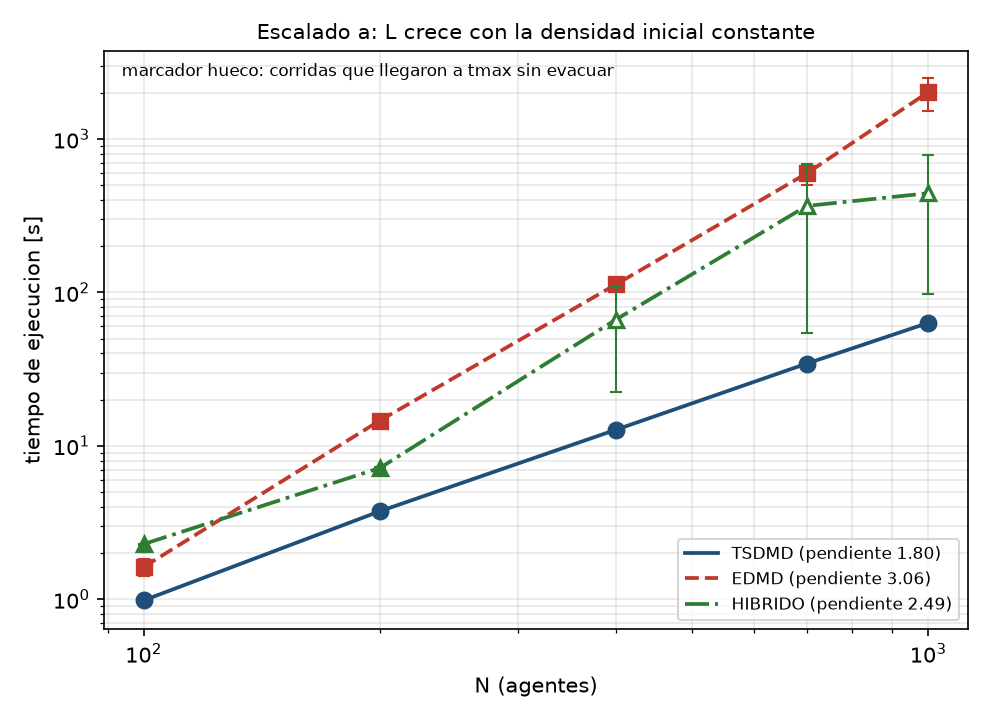 Escalado a: L crece con la densidad inicial constante
marcador hueco: corridas que llegaron a tmax sin evacuar
tiempo de ejecucion [s]
10³
10²
10¹
10⁰
TSDMD (pendiente 1.80)
EDMD (pendiente 3.06)
HIBRIDO (pendiente 2.49)
10² 10³
N (agentes)